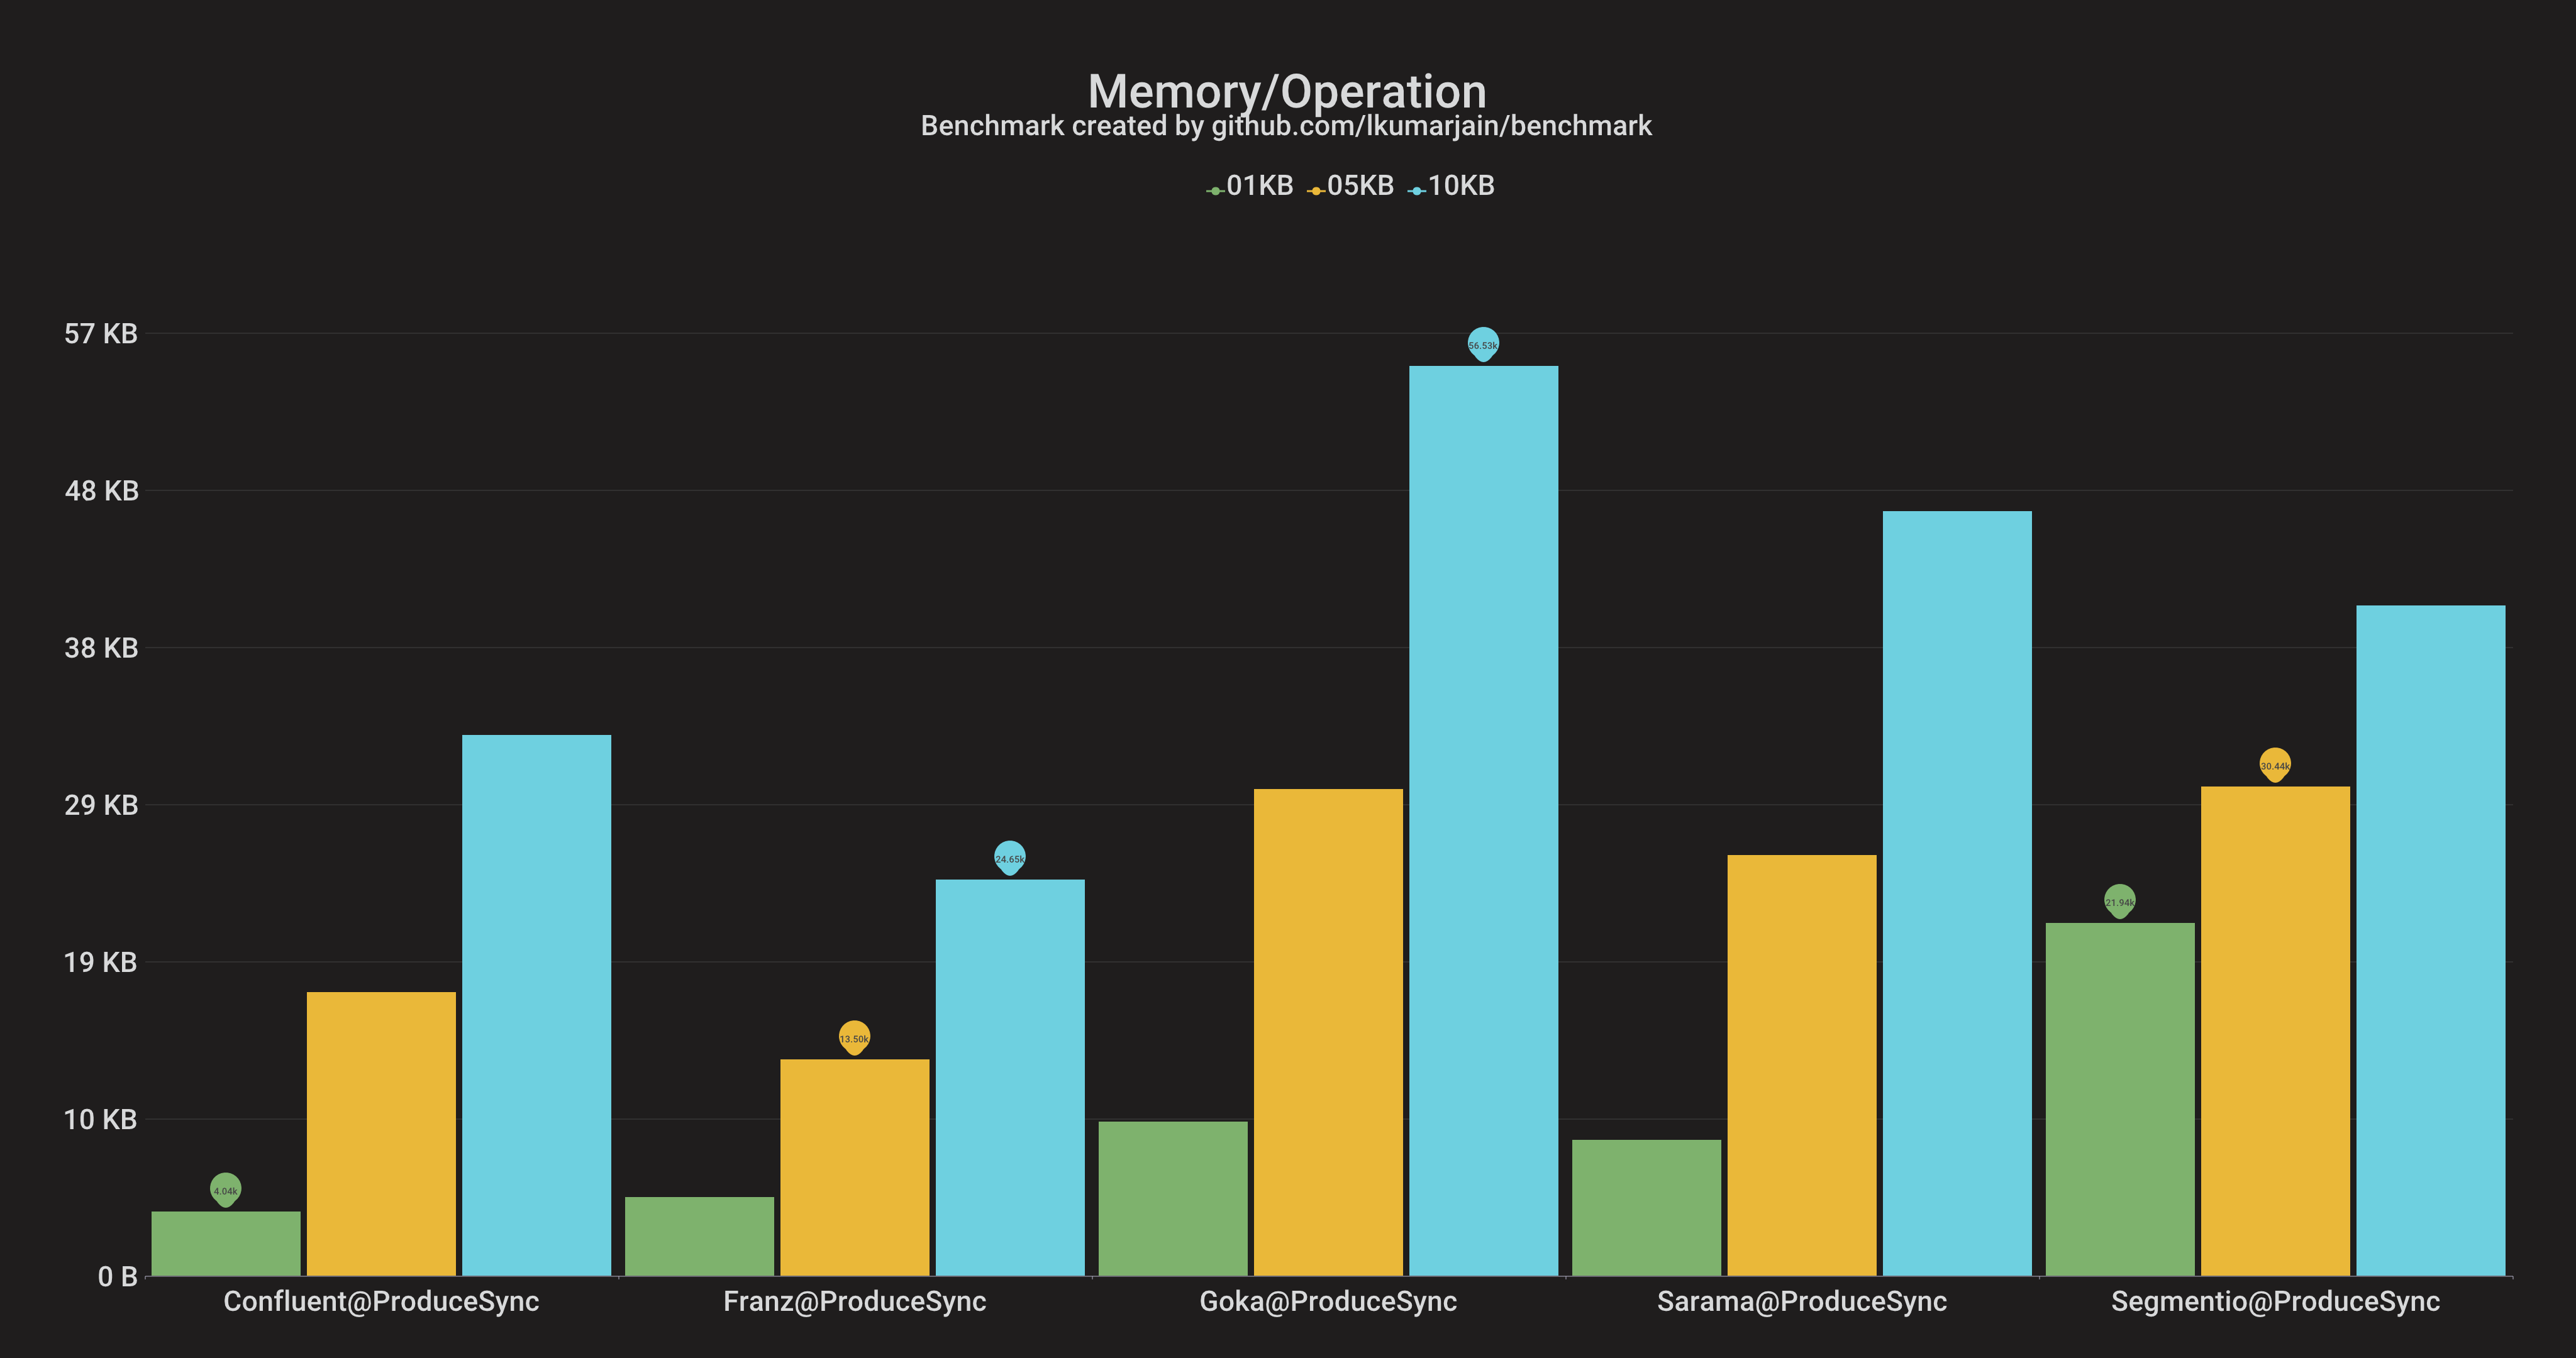 Memory/Operation
Benchmark created by github.com/lkumarjain/benchmark
01KB 05KB 10KB
57 KB
56.53k
48 KB
38 KB
30.44k
29 KB
24.65k
21.94k
19 KB
13.50k
10 KB
4.04k
0 B
Confluent@ProduceSync Franz@ProduceSync Goka@ProduceSync Sarama@ProduceSync Segmentio@ProduceSync